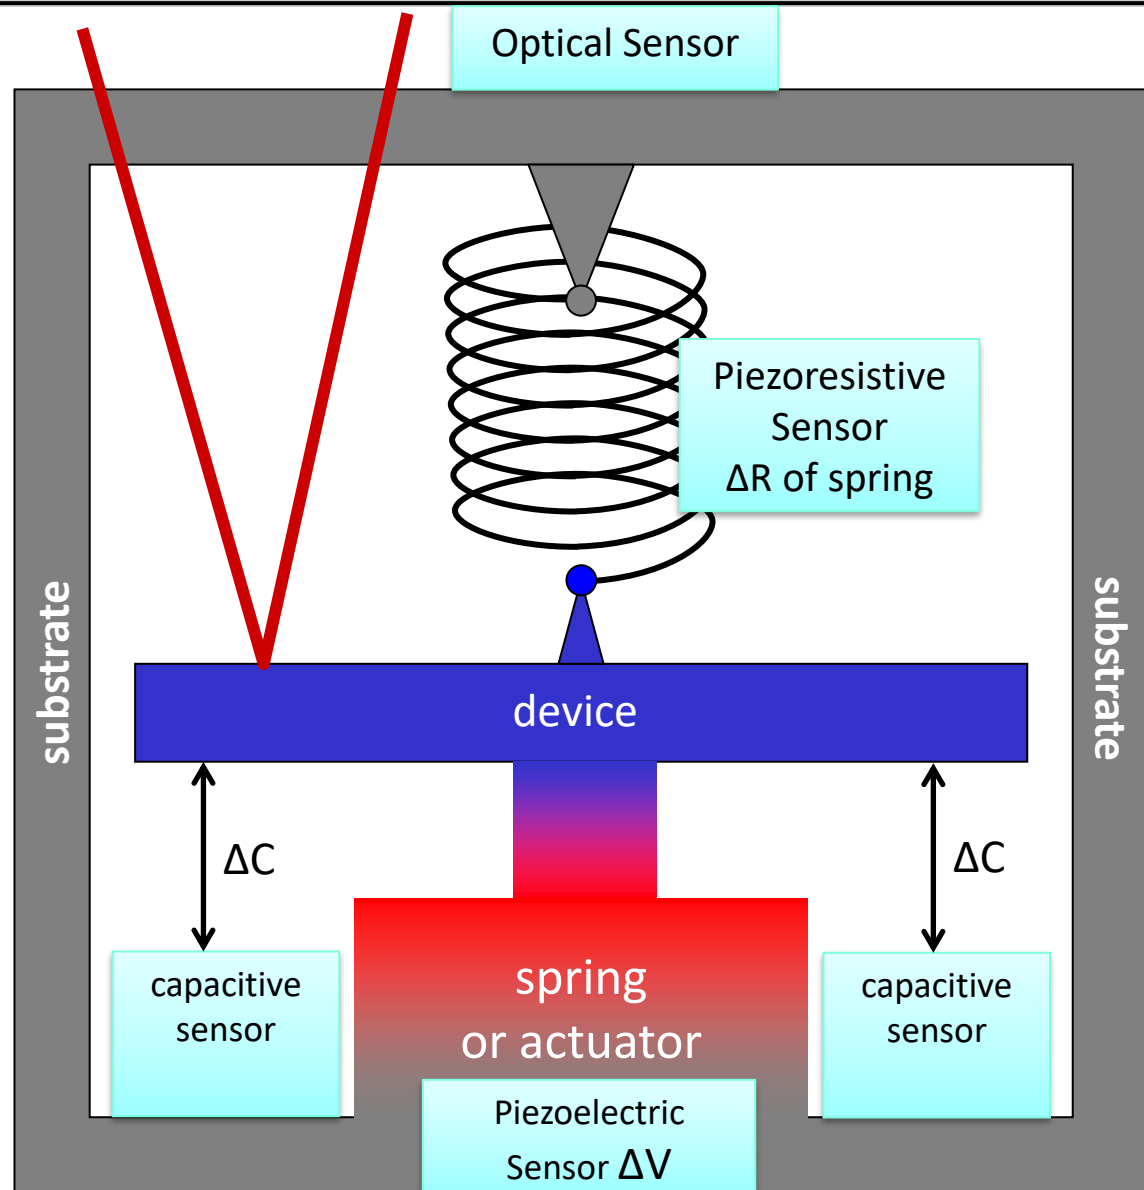 Optical Sensor
Piezoresistive
Sensor
ΔR of spring
substrate
substrate
device
ΔC
ΔC
capacitive
sensor
spring
or actuator
capacitive
sensor
Piezoelectric
Sensor ΔV